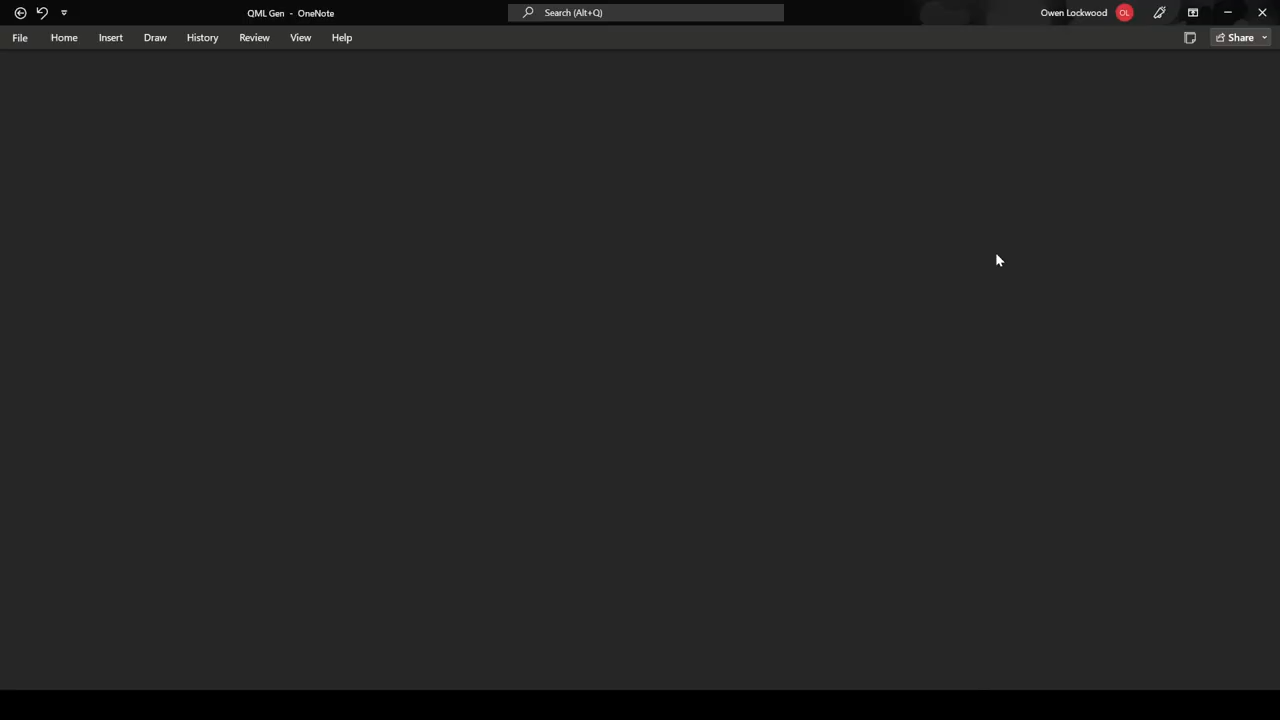 QML Gen - OneNote
Search (Alt+Q)
Owen Lockwood
OL
File Home Insert Draw History Review View Help
Share